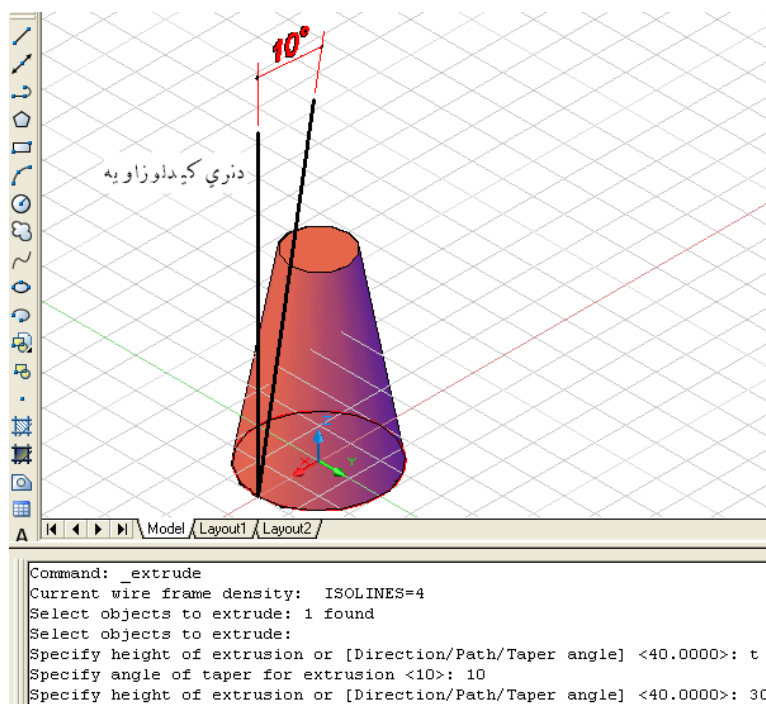 10°
دنري کيدلوزاويه
Z
X
Y
A
Model Layout1 Layout2
Command: _extrude
Current wire frame density:  ISOLINES=4
Select objects to extrude: 1 found
Select objects to extrude:
Specify height of extrusion or [Direction/Path/Taper angle] <40.0000>: t
Specify angle of taper for extrusion <10>: 10
Specify height of extrusion or [Direction/Path/Taper angle] <40.0000>: 30